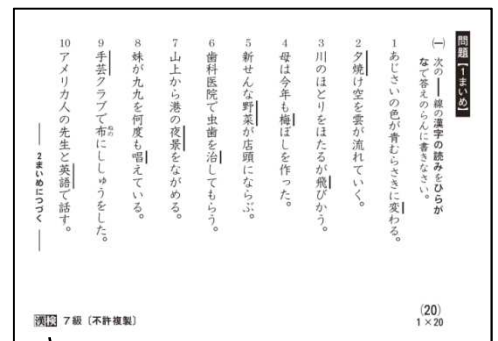 問題【1まいめ】
(一) 次の――線の漢字の読みをひらが
なで答えのらんに書きなさい。
(20)
1×20
1 あじさいの色が青むらさきに変わる。
2 夕焼け空を雲が流れていく。
3 川のほとりをほたるが飛びかう。
4 母は今年も梅ぼしを作った。
5 新せんな野菜が店頭にならぶ。
6 歯科医院で虫歯を治してもらう。
7 山上から港の夜景をながめる。
8 妹が九九を何度も唱えている。
9 手芸クラブで布にししゅうをした。
ぬの
10 アメリカ人の先生と英語で話す。
―― 2まいめにつづく ――
漢検 7級〔不許複製〕